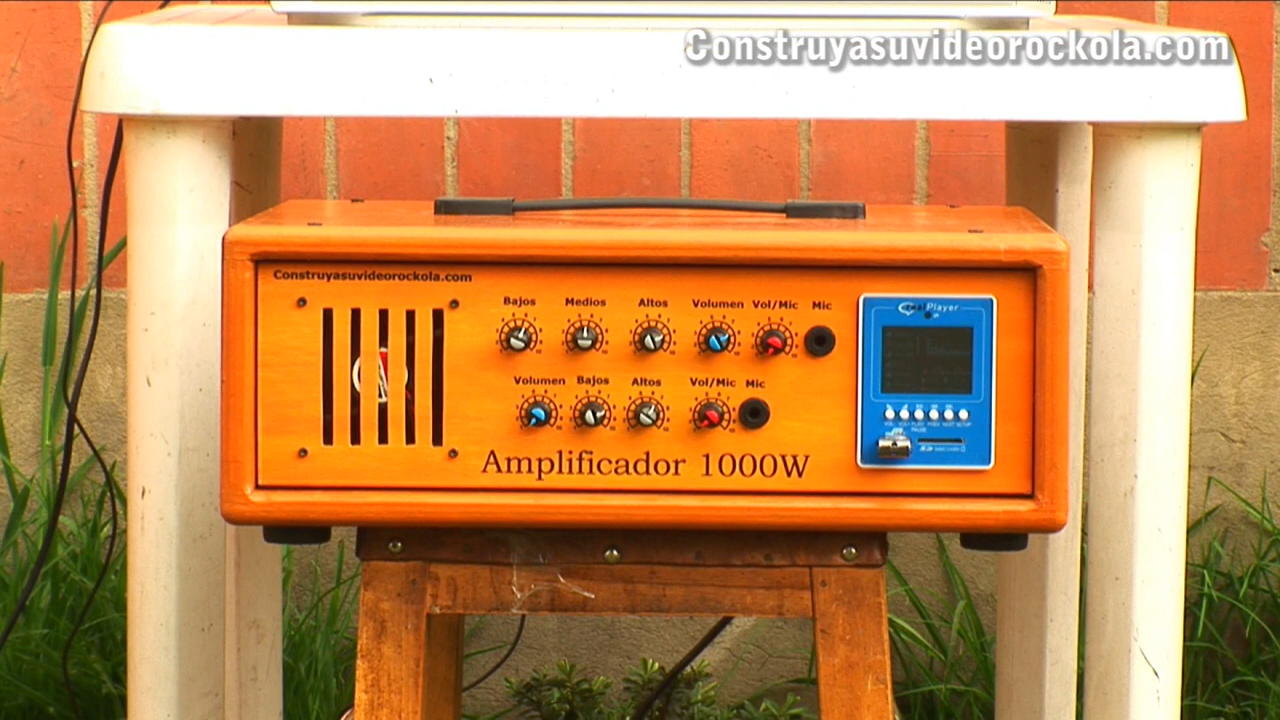 Construyasuvideorockola.com
Construyasuvideorockola.com
Bajos Medios Altos Volumen Vol/Mic Mic
Player
Volumen Bajos Altos Vol/Mic Mic
Amplificador 1000W